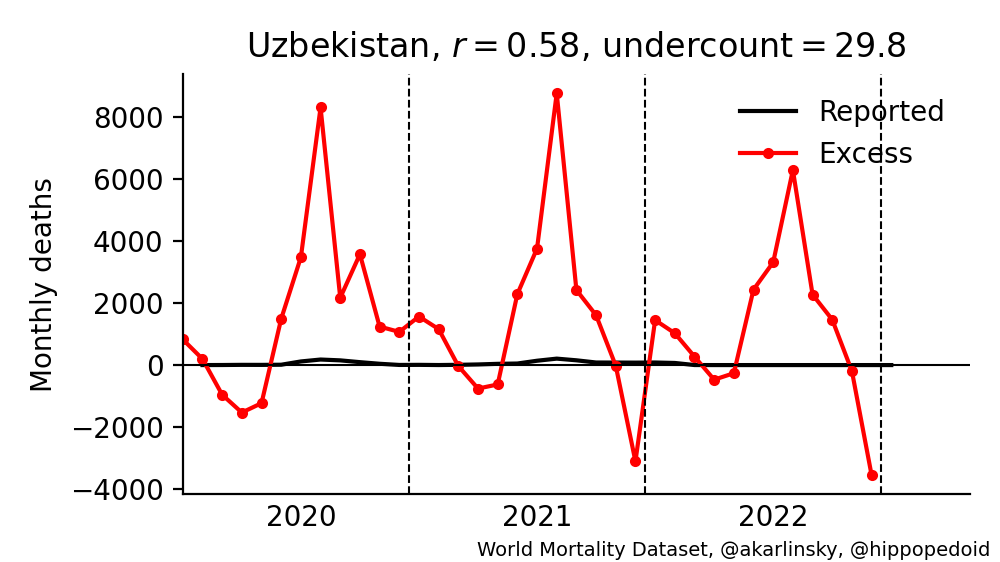 Uzbekistan, r = 0.58, undercount = 29.8
Monthly deaths
8000
6000
4000
2000
0
−2000
−4000
Reported
Excess
2020 2021 2022
World Mortality Dataset, @akarlinsky, @hippopedoid